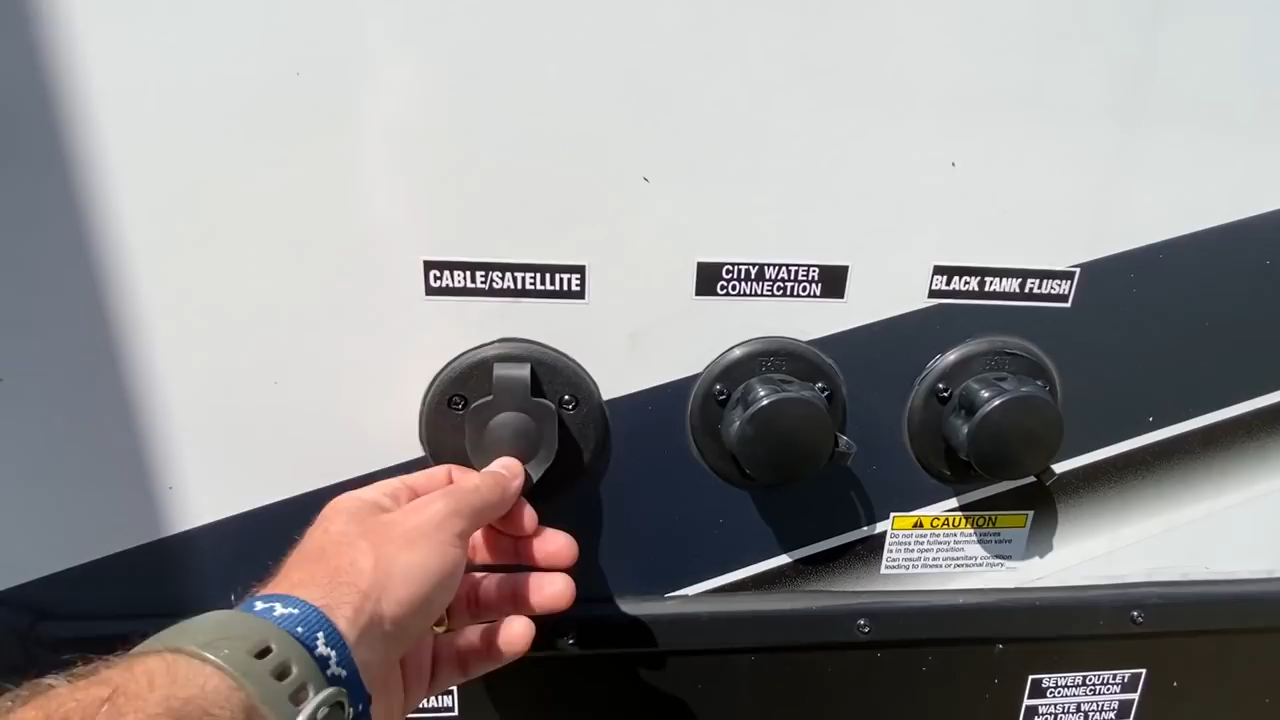 CABLE/SATELLITE
CITY WATER
CONNECTION
BLACK TANK FLUSH
CAUTION
Do not use the tank flush valves
unless the fullway termination valve
is in the open position.
Can result in an unsanitary condition
leading to illness or personal injury.
RAIN
SEWER OUTLET
CONNECTION
WASTE WATER
HOLDING TANK